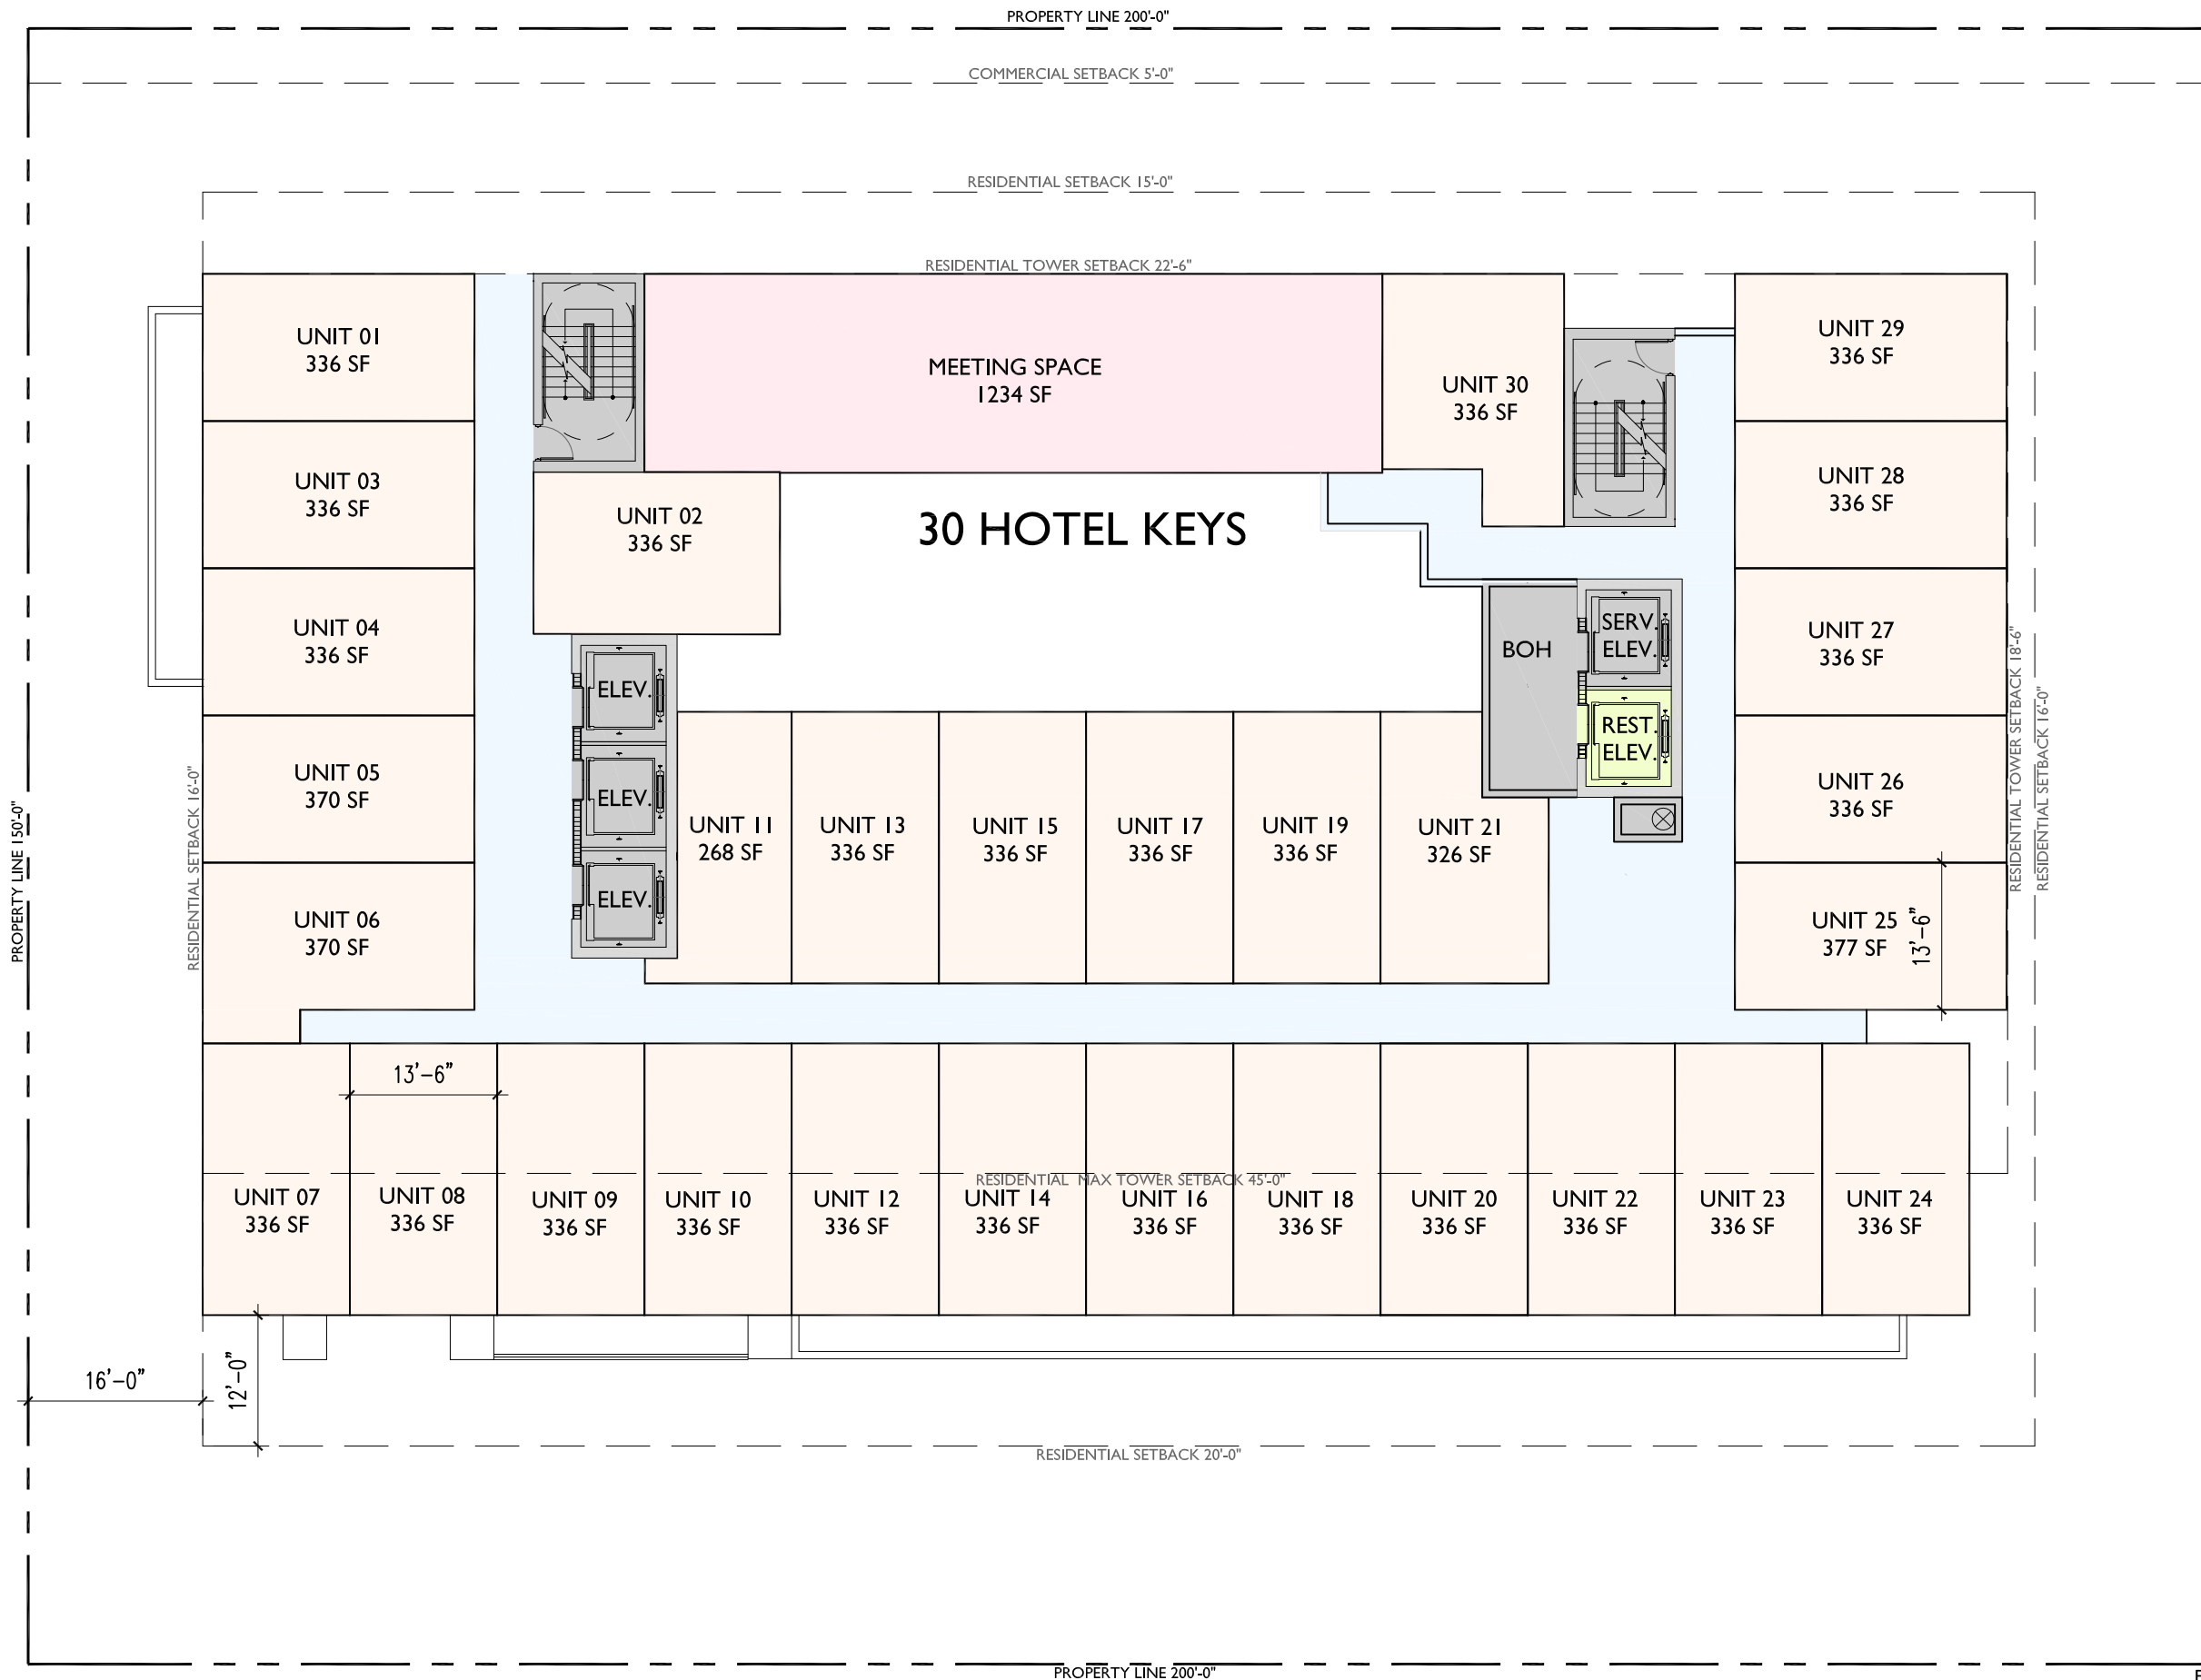 PROPERTY LINE 200'-0"
COMMERCIAL SETBACK 5'-0"
RESIDENTIAL SETBACK 15'-0"
RESIDENTIAL TOWER SETBACK 22'-6"
UNIT 01
336 SF
MEETING SPACE
1234 SF
UNIT 30
336 SF
UNIT 29
336 SF
UNIT 03
336 SF
UNIT 02
336 SF
30 HOTEL KEYS
UNIT 28
336 SF
UNIT 04
336 SF
ELEV.
BOH
SERV.
ELEV.
UNIT 27
336 SF
REST.
ELEV.
UNIT 05
370 SF
ELEV.
UNIT 26
336 SF
UNIT 11
268 SF
UNIT 13
336 SF
UNIT 15
336 SF
UNIT 17
336 SF
UNIT 19
336 SF
UNIT 21
326 SF
UNIT 06
370 SF
ELEV.
UNIT 25
377 SF
13'-6"
PROPERTY LINE 150'-0"
RESIDENTIAL SETBACK 16'-0"
RESIDENTIAL TOWER SETBACK 18'-6"
RESIDENTIAL SETBACK 16'-0"
13'-6"
RESIDENTIAL MAX TOWER SETBACK 45'-0"
UNIT 07
336 SF
UNIT 08
336 SF
UNIT 09
336 SF
UNIT 10
336 SF
UNIT 12
336 SF
UNIT 14
336 SF
UNIT 16
336 SF
UNIT 18
336 SF
UNIT 20
336 SF
UNIT 22
336 SF
UNIT 23
336 SF
UNIT 24
336 SF
16'-0"
12'-0"
RESIDENTIAL SETBACK 20'-0"
PROPERTY LINE 200'-0"